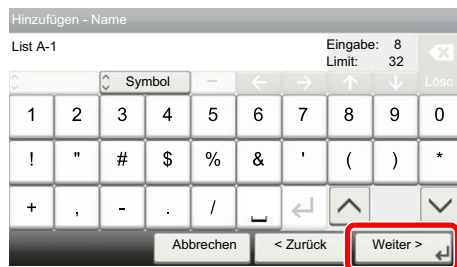 Hinzufügen - Name
List A-1
Eingabe: 8
Limit: 32
Symbol
Lösc
1 2 3 4 5 6 7 8 9 0
! " # $ % & ' ( ) *
+ , - . /
Abbrechen < Zurück Weiter >